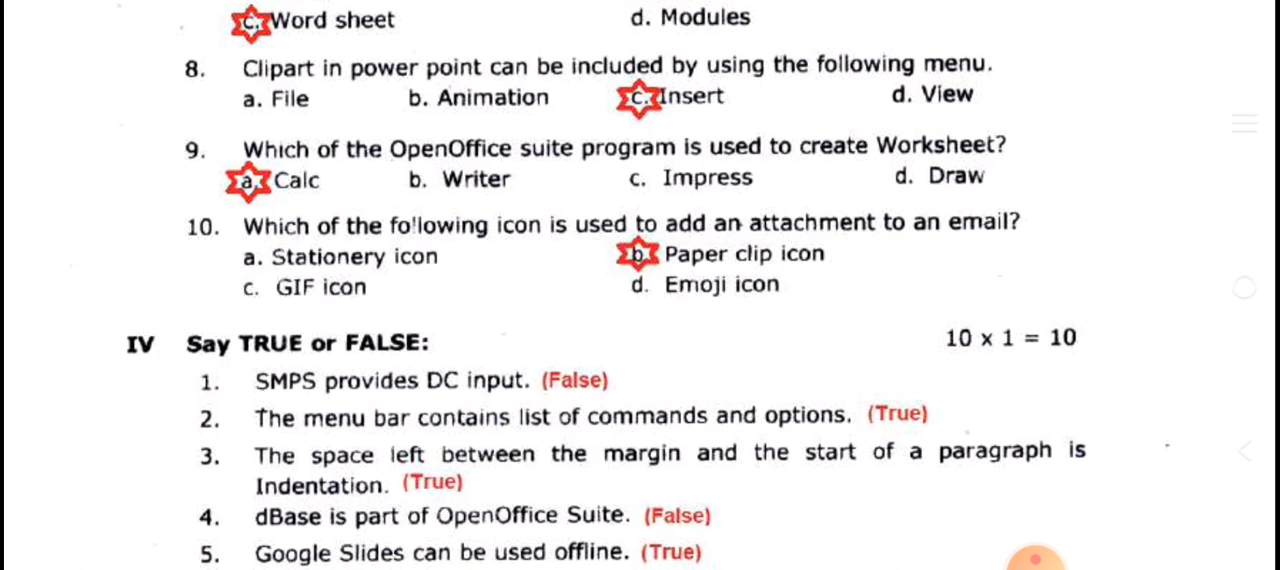 c. Word sheet d. Modules
8. Clipart in power point can be included by using the following menu.
a. File b. Animation c. Insert d. View
9. Which of the OpenOffice suite program is used to create Worksheet?
a. Calc b. Writer c. Impress d. Draw
10. Which of the following icon is used to add an attachment to an email?
a. Stationery icon b. Paper clip icon
c. GIF icon d. Emoji icon
IV Say TRUE or FALSE: 10 x 1 = 10
1. SMPS provides DC input. (False)
2. The menu bar contains list of commands and options. (True)
3. The space left between the margin and the start of a paragraph is
Indentation. (True)
4. dBase is part of OpenOffice Suite. (False)
5. Google Slides can be used offline. (True)